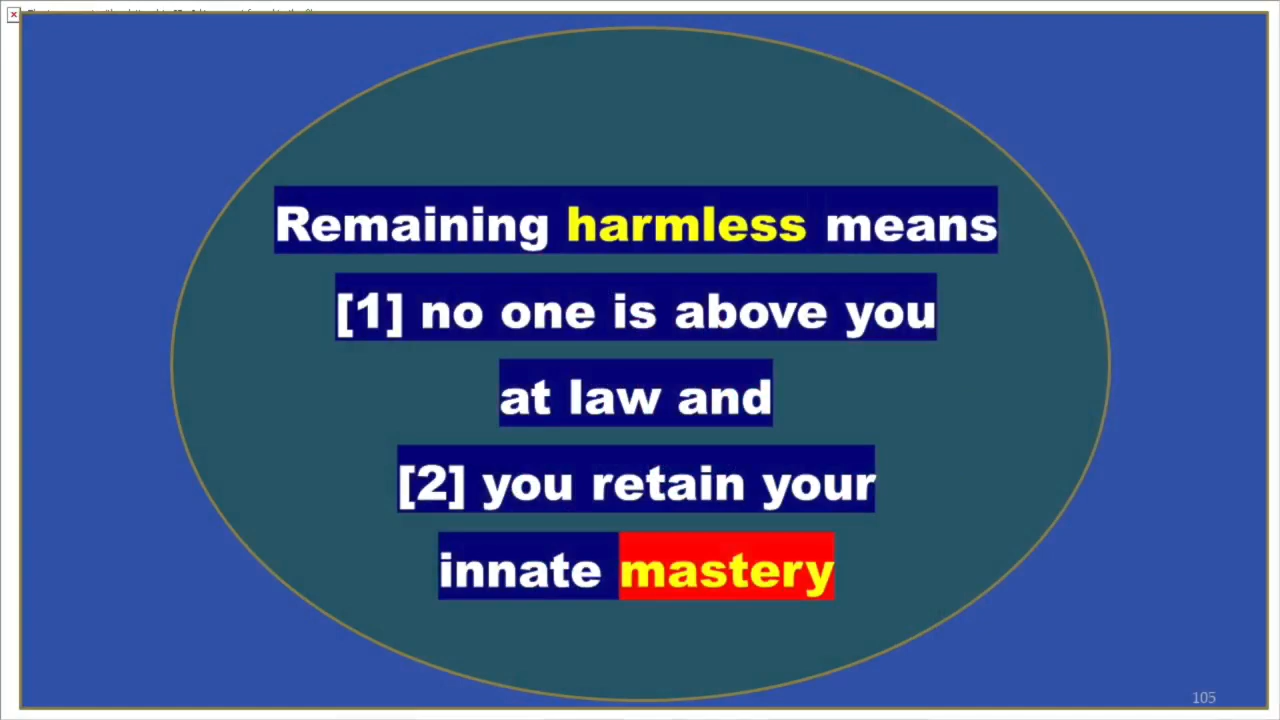 Remaining harmless means
[1] no one is above you
at law and
[2] you retain your
innate mastery
105